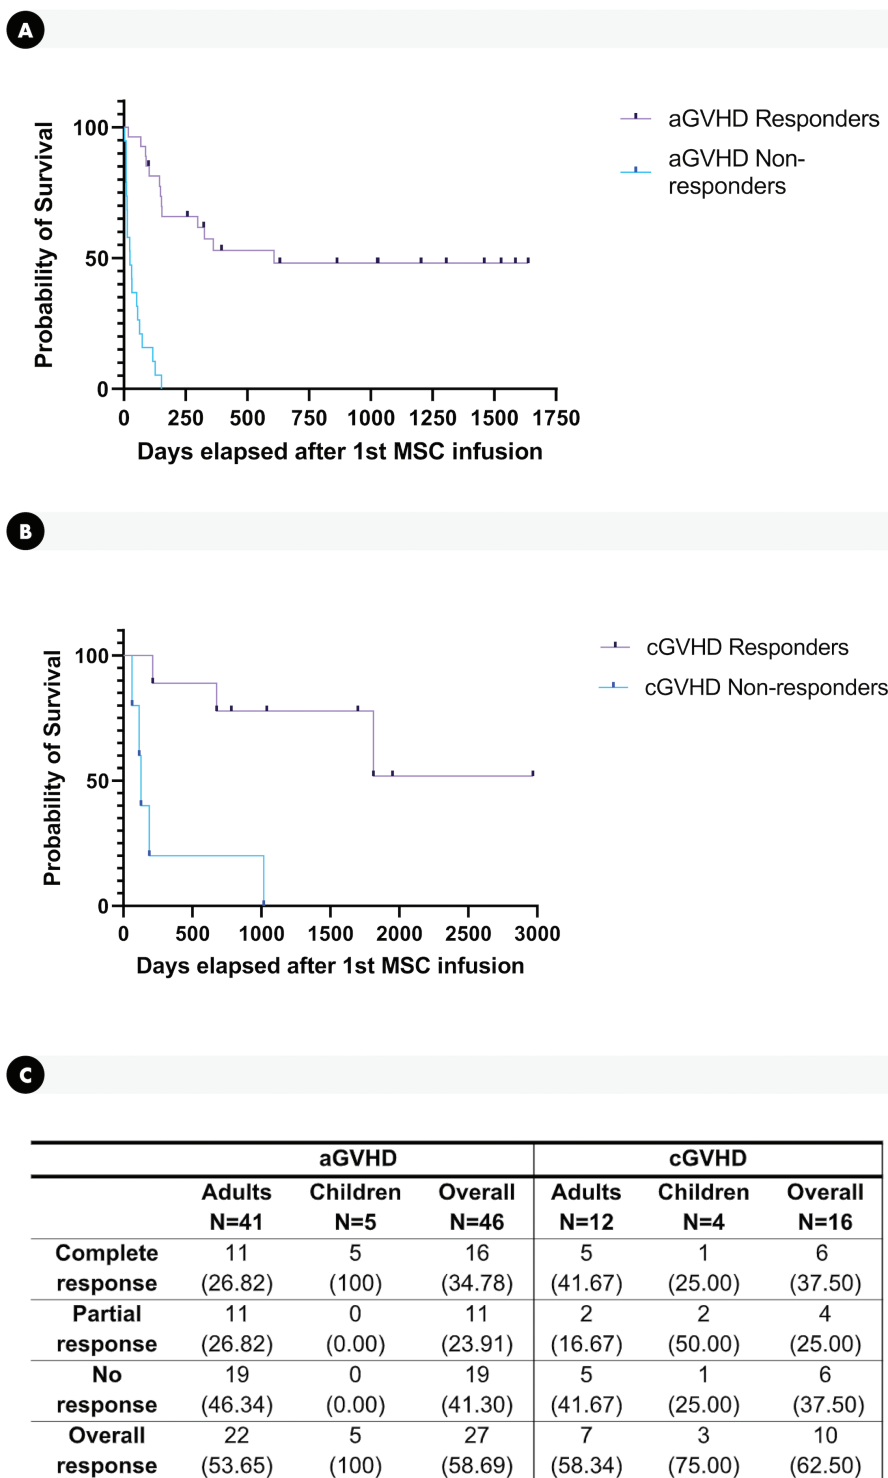 A
100
50
0
Probability of Survival
0 250 500 750 1000 1250 1500 1750
Days elapsed after 1st MSC infusion
aGVHD Responders
aGVHD Non-
responders
B
100
50
0
Probability of Survival
0 500 1000 1500 2000 2500 3000
Days elapsed after 1st MSC infusion
cGVHD Responders
cGVHD Non-responders
C
aGVHD cGVHD
Adults Children Overall Adults Children Overall
N=41 N=5 N=46 N=12 N=4 N=16
Complete 11 5 16 5 1 6
response (26.82) (100) (34.78) (41.67) (25.00) (37.50)
Partial 11 0 11 2 2 4
response (26.82) (0.00) (23.91) (16.67) (50.00) (25.00)
No 19 0 19 5 1 6
response (46.34) (0.00) (41.30) (41.67) (25.00) (37.50)
Overall 22 5 27 7 3 10
response (53.65) (100) (58.69) (58.34) (75.00) (62.50)